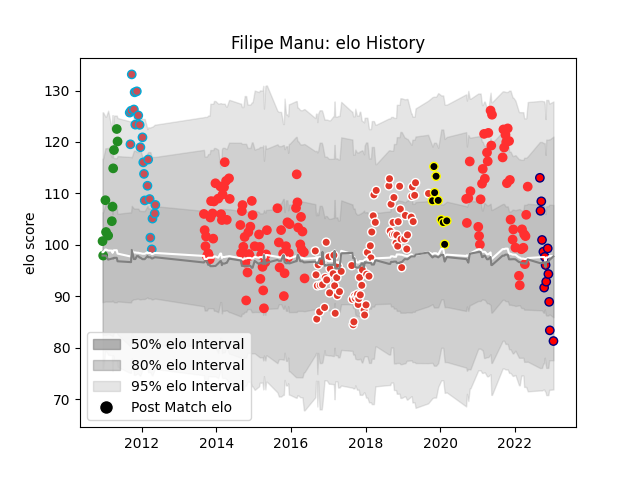 Filipe Manu: elo History
elo score
130
120
110
100
90
80
70
50% elo Interval
80% elo Interval
95% elo Interval
Post Match elo
2012
2014
2016
2018
2020
2022